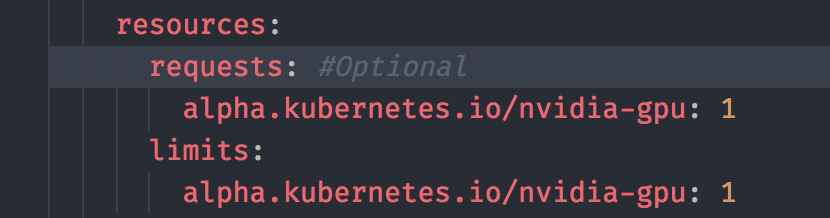 resources:
requests: #Optional
alpha.kubernetes.io/nvidia-gpu: 1
limits:
alpha.kubernetes.io/nvidia-gpu: 1